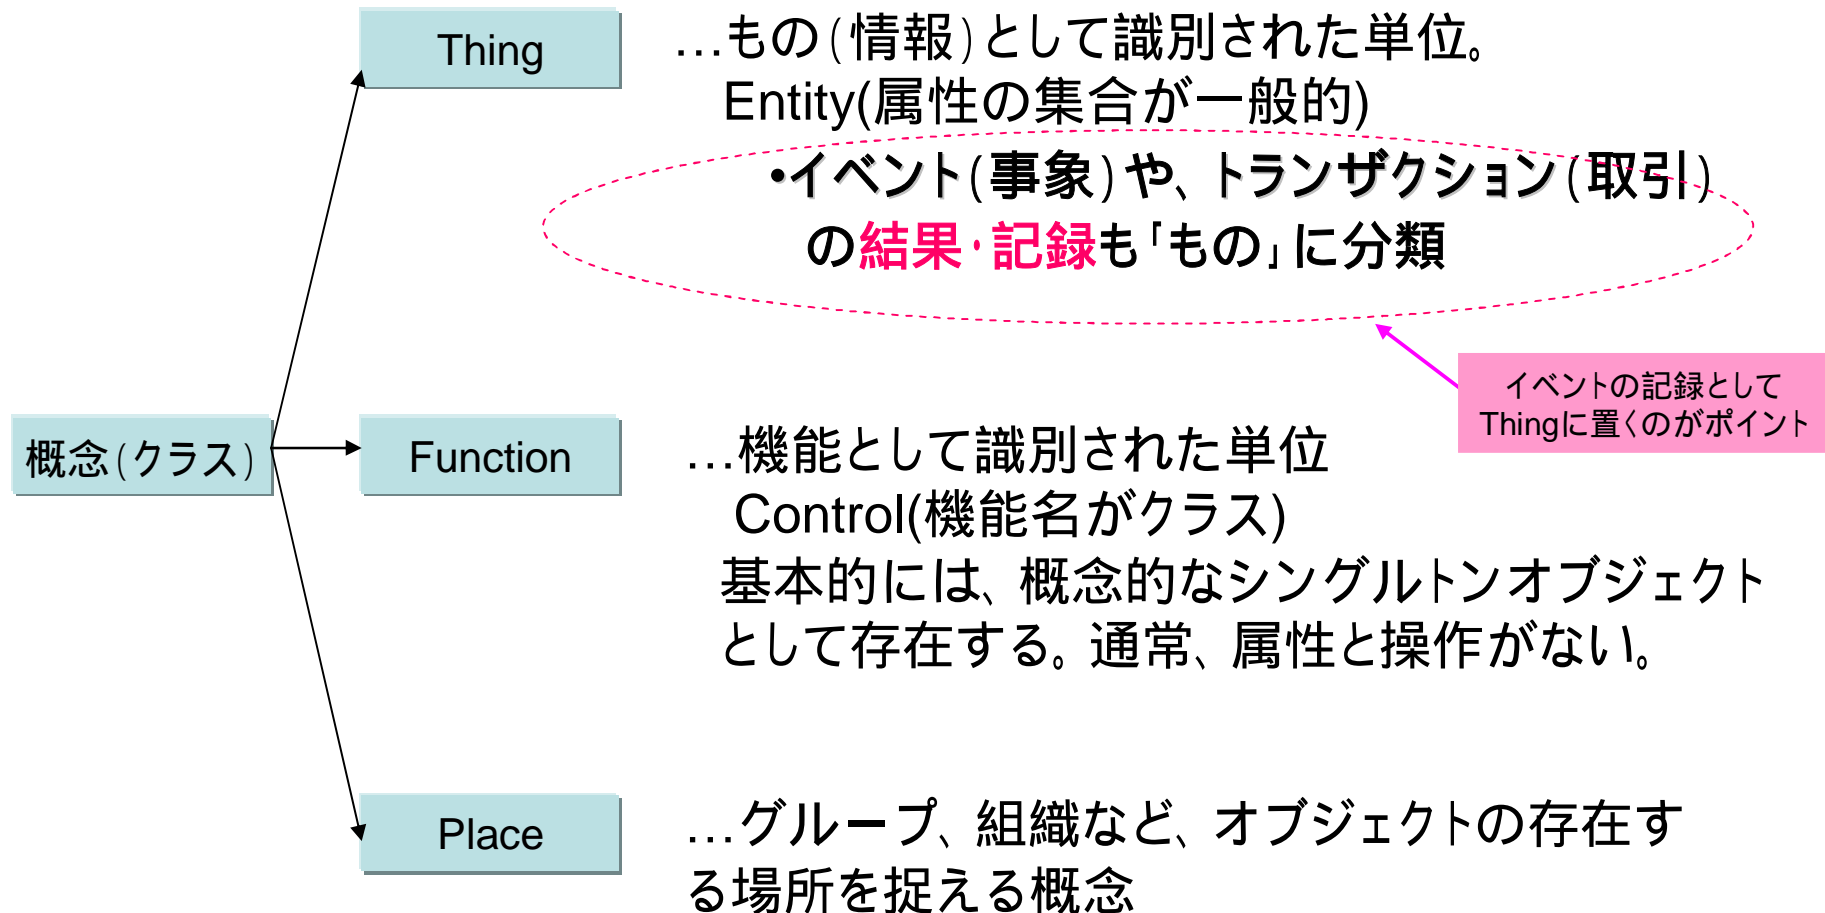 Thing
…もの(情報)として識別された単位。
Entity(属性の集合が一般的)
•イベント(事象)や、トランザクション(取引)
の結果・記録も「もの」に分類
イベントの記録として
Thingに置くのがポイント
概念(クラス)
Function
…機能として識別された単位
Control(機能名がクラス)
基本的には、概念的なシングルトンオブジェクト
として存在する。通常、属性と操作がない。
Place
…グループ、組織など、オブジェクトの存在す
る場所を捉える概念